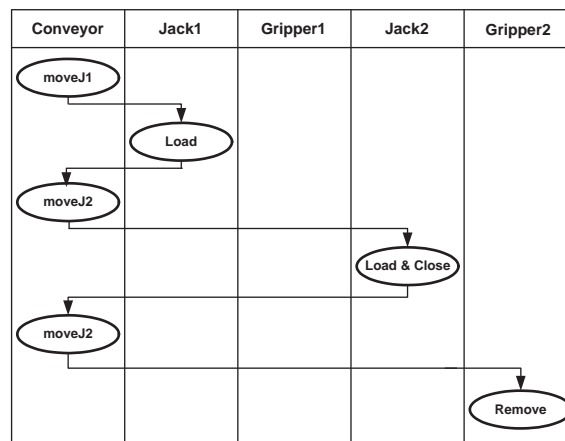 Conveyor Jack1 Gripper1 Jack2 Gripper2
moveJ1
Load
moveJ2
Load & Close
moveJ2
Remove